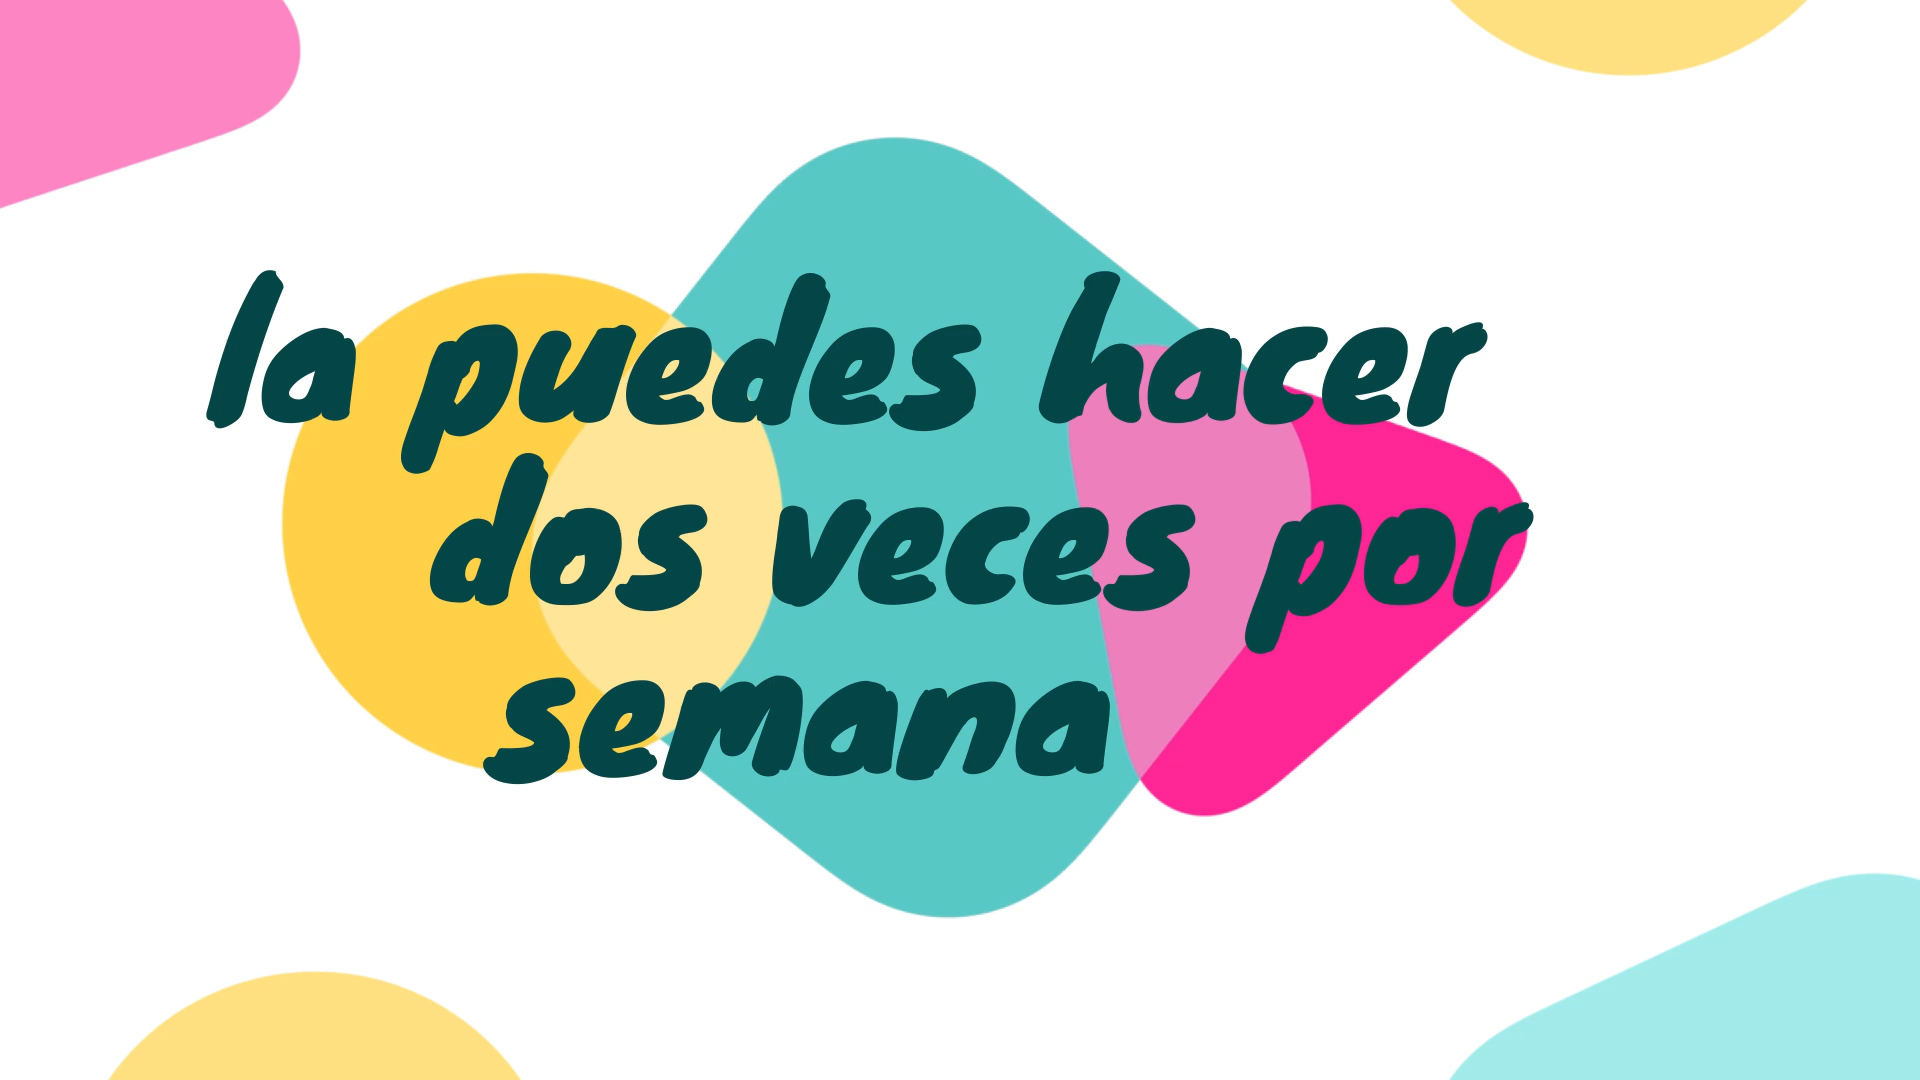 la puedes hacer
dos veces por
semana